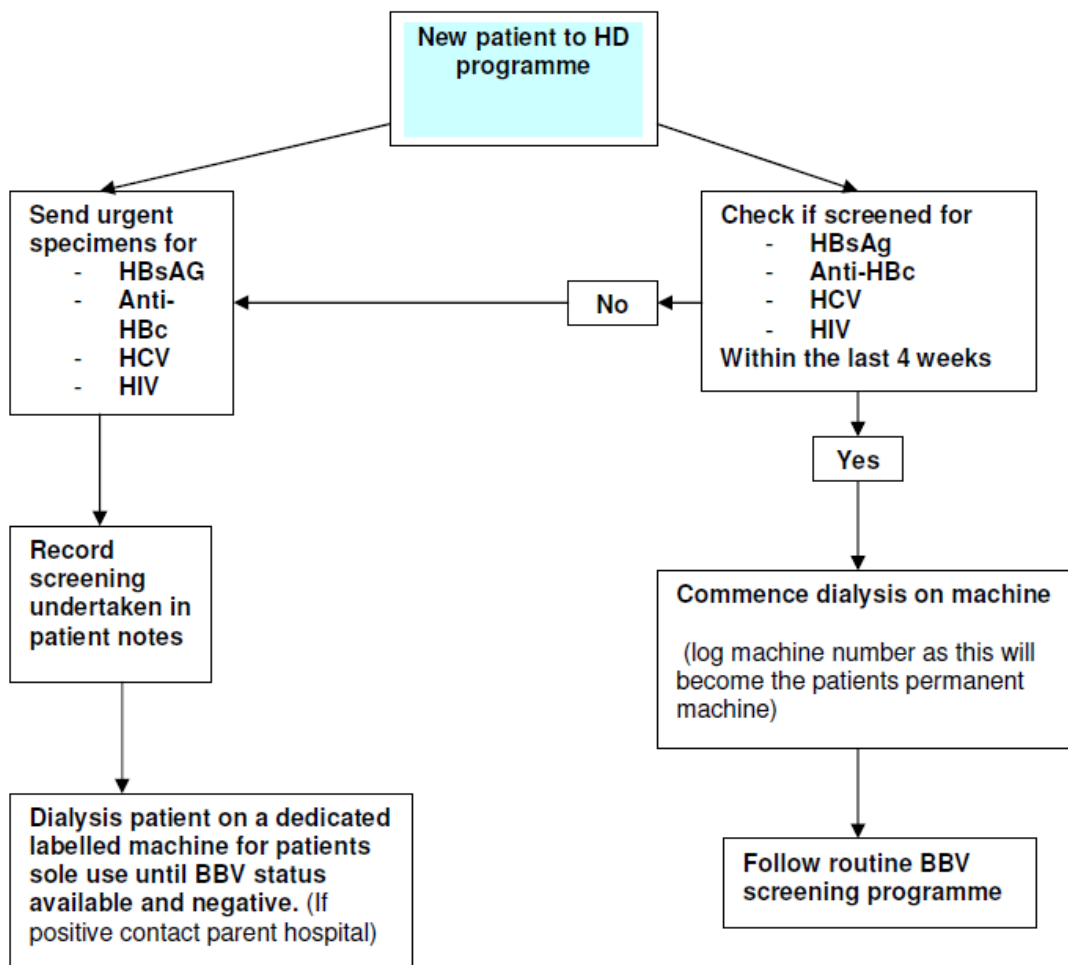 New patient to HD
programme
Send urgent
specimens for
- HBsAG
- Anti-
HBc
- HCV
- HIV
Check if screened for
- HBsAg
- Anti-HBc
- HCV
- HIV
Within the last 4 weeks
No
Yes
Record
screening
undertaken in
patient notes
Commence dialysis on machine
(log machine number as this will
become the patients permanent
machine)
Dialysis patient on a dedicated
labelled machine for patients
sole use until BBV status
available and negative. (If
positive contact parent hospital)
Follow routine BBV
screening programme